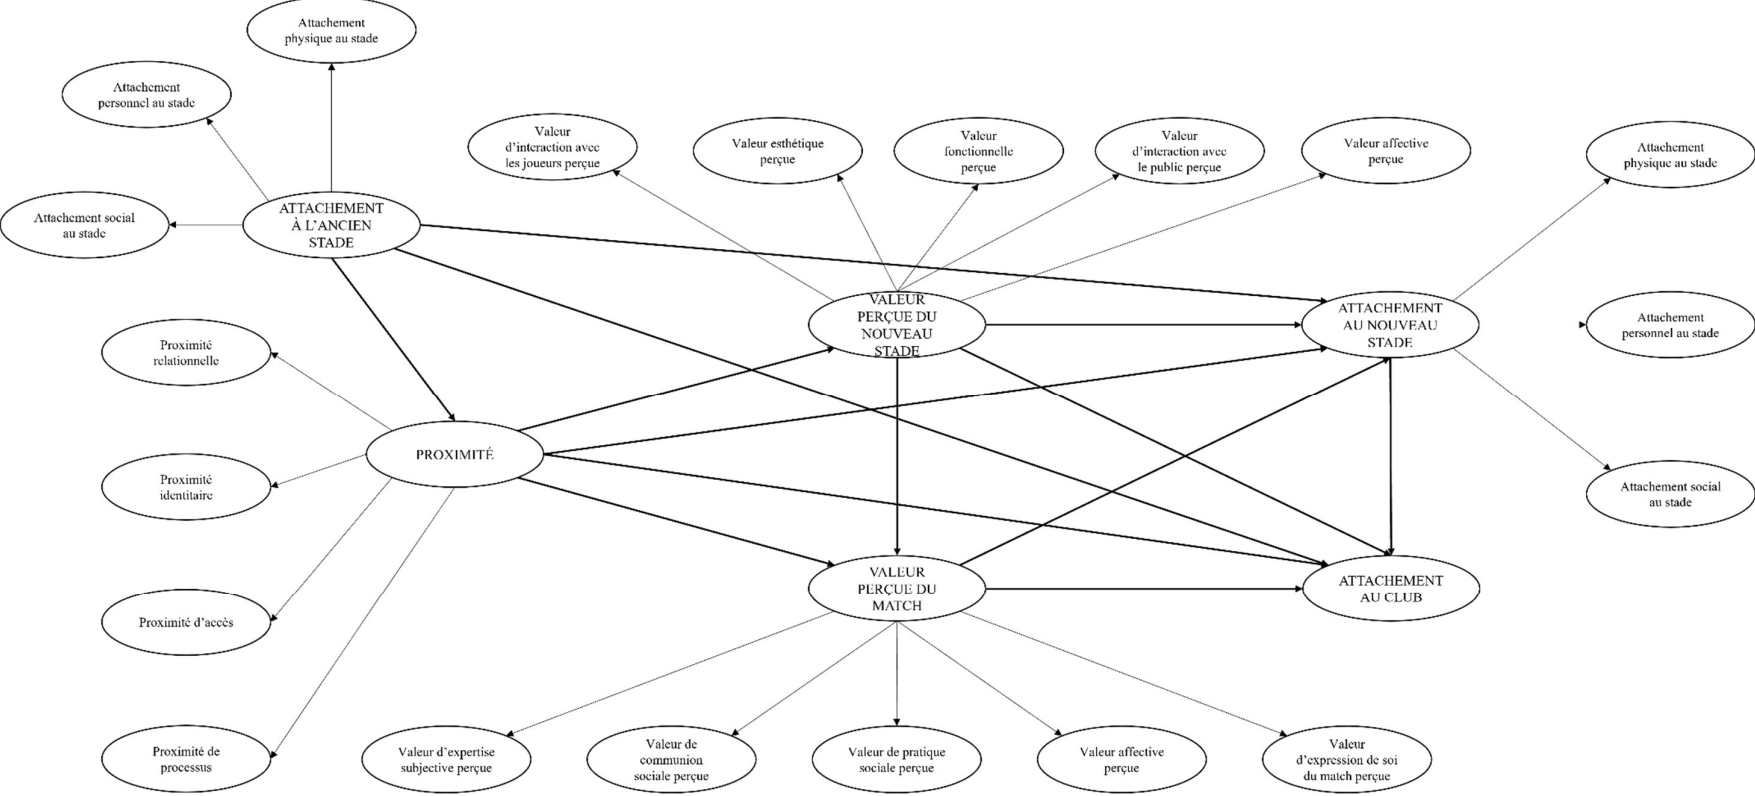 Attachement
physique au stade
Attachement
personnel au stade
Attachement social
au stade
ATTACHEMENT
À L’ANCIEN
STADE
Valeur
d’interaction avec
les joueurs perçue
Valeur esthétique
perçue
Valeur
fonctionnelle
perçue
Valeur
d’interaction avec
le public perçue
Valeur affective
perçue
Attachement
physique au stade
VALEUR
PERÇUE DU
NOUVEAU
STADE
ATTACHEMENT
AU NOUVEAU
STADE
Attachement
personnel au stade
Attachement social
au stade
Proximité
relationnelle
Proximité
identitaire
PROXIMITÉ
Proximité d’accès
Proximité de
processus
VALEUR
PERÇUE DU
MATCH
ATTACHEMENT
AU CLUB
Valeur d’expertise
subjective perçue
Valeur de
communion
sociale perçue
Valeur de pratique
sociale perçue
Valeur affective
perçue
Valeur
d’expression de soi
du match perçue